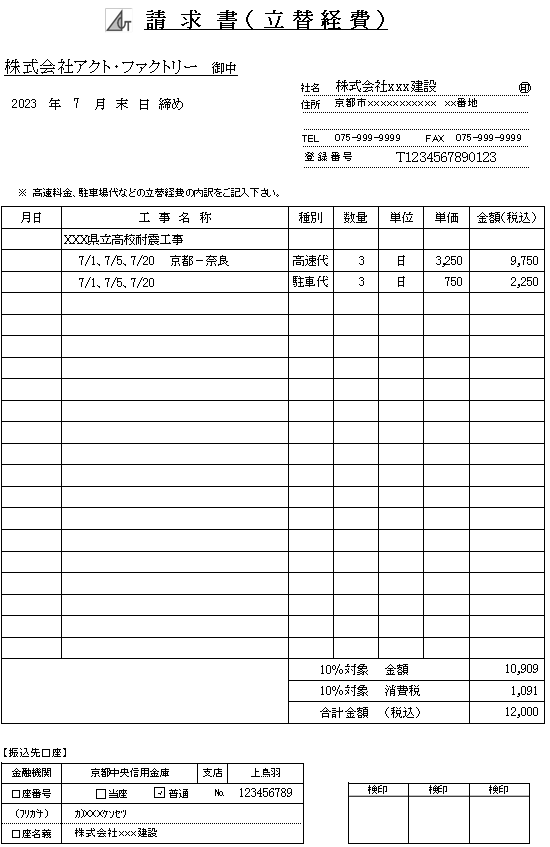 請求書(立替経費)
株式会社アクト・ファクトリー 御中
2023 年 7 月 末 日 締め
社名 株式会社xxx建設 ㊞
住所 京都市xxxxxxxxxxx xx番地
TEL 075-999-9999 FAX 075-999-9999
登録番号 T1234567890123
※ 高速料金、駐車場代などの立替経費の内訳をご記入下さい。
月日 工事名称 種別 数量 単位 単価 金額(税込)
XXX県立高校耐震工事
7/1、7/5、7/20 京都－奈良 高速代 3 日 3,250 9,750
7/1、7/5、7/20 駐車代 3 日 750 2,250
10%対象 金額 10,909
10%対象 消費税 1,091
合計金額 (税込) 12,000
【振込先口座】
金融機関 京都中央信用金庫 支店 上鳥羽
口座番号 □当座 ☑普通 No. 123456789
(フリガナ) カ)XXXケンセツ
口座名義 株式会社xxx建設
検印 検印 検印